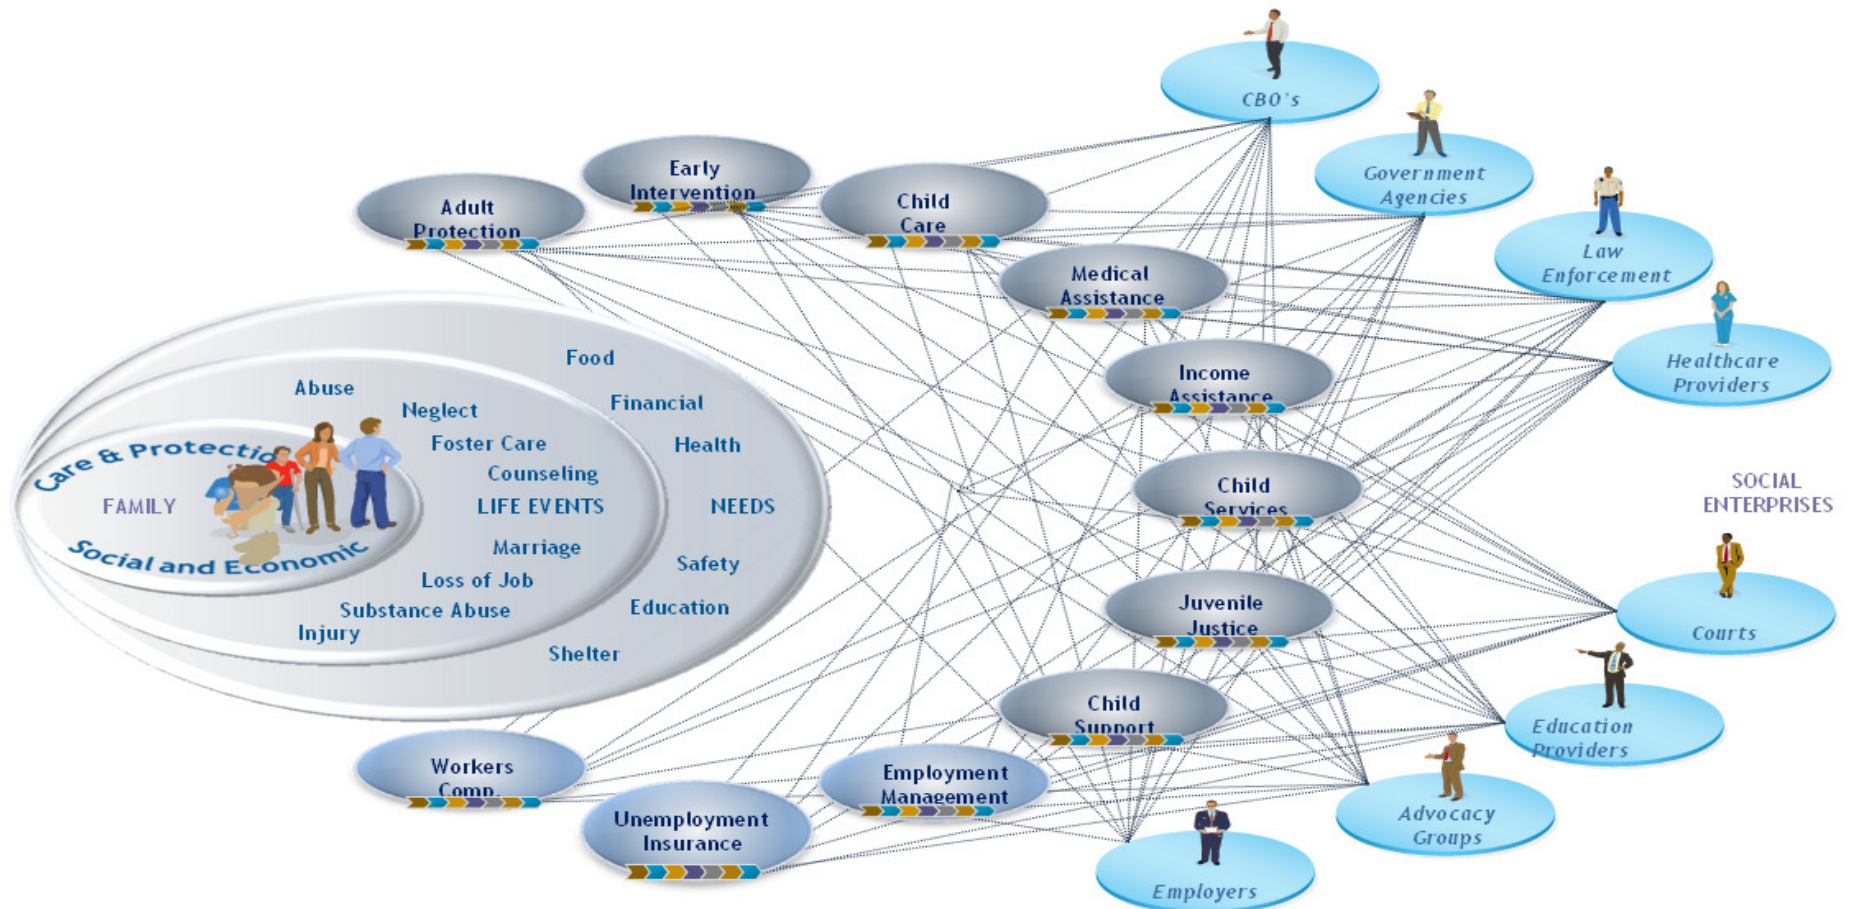 CBO's
Government
Agencies
Early
Intervention
Adult
Protection
Child
Care
Law
Enforcement
Medical
Assistance
Healthcare
Providers
Income
Assistance
Food
Abuse
Neglect
Financial
Foster Care
Health
Counseling
Care & Protection
FAMILY
LIFE EVENTS
NEEDS
Social and Economic
Marriage
Safety
Loss of Job
Substance Abuse
Education
Injury
Shelter
Child
Services
SOCIAL
ENTERPRISES
Juvenile
Justice
Courts
Child
Support
Education
Providers
Workers
Comp.
Employment
Management
Unemployment
Insurance
Advocacy
Groups
Employers